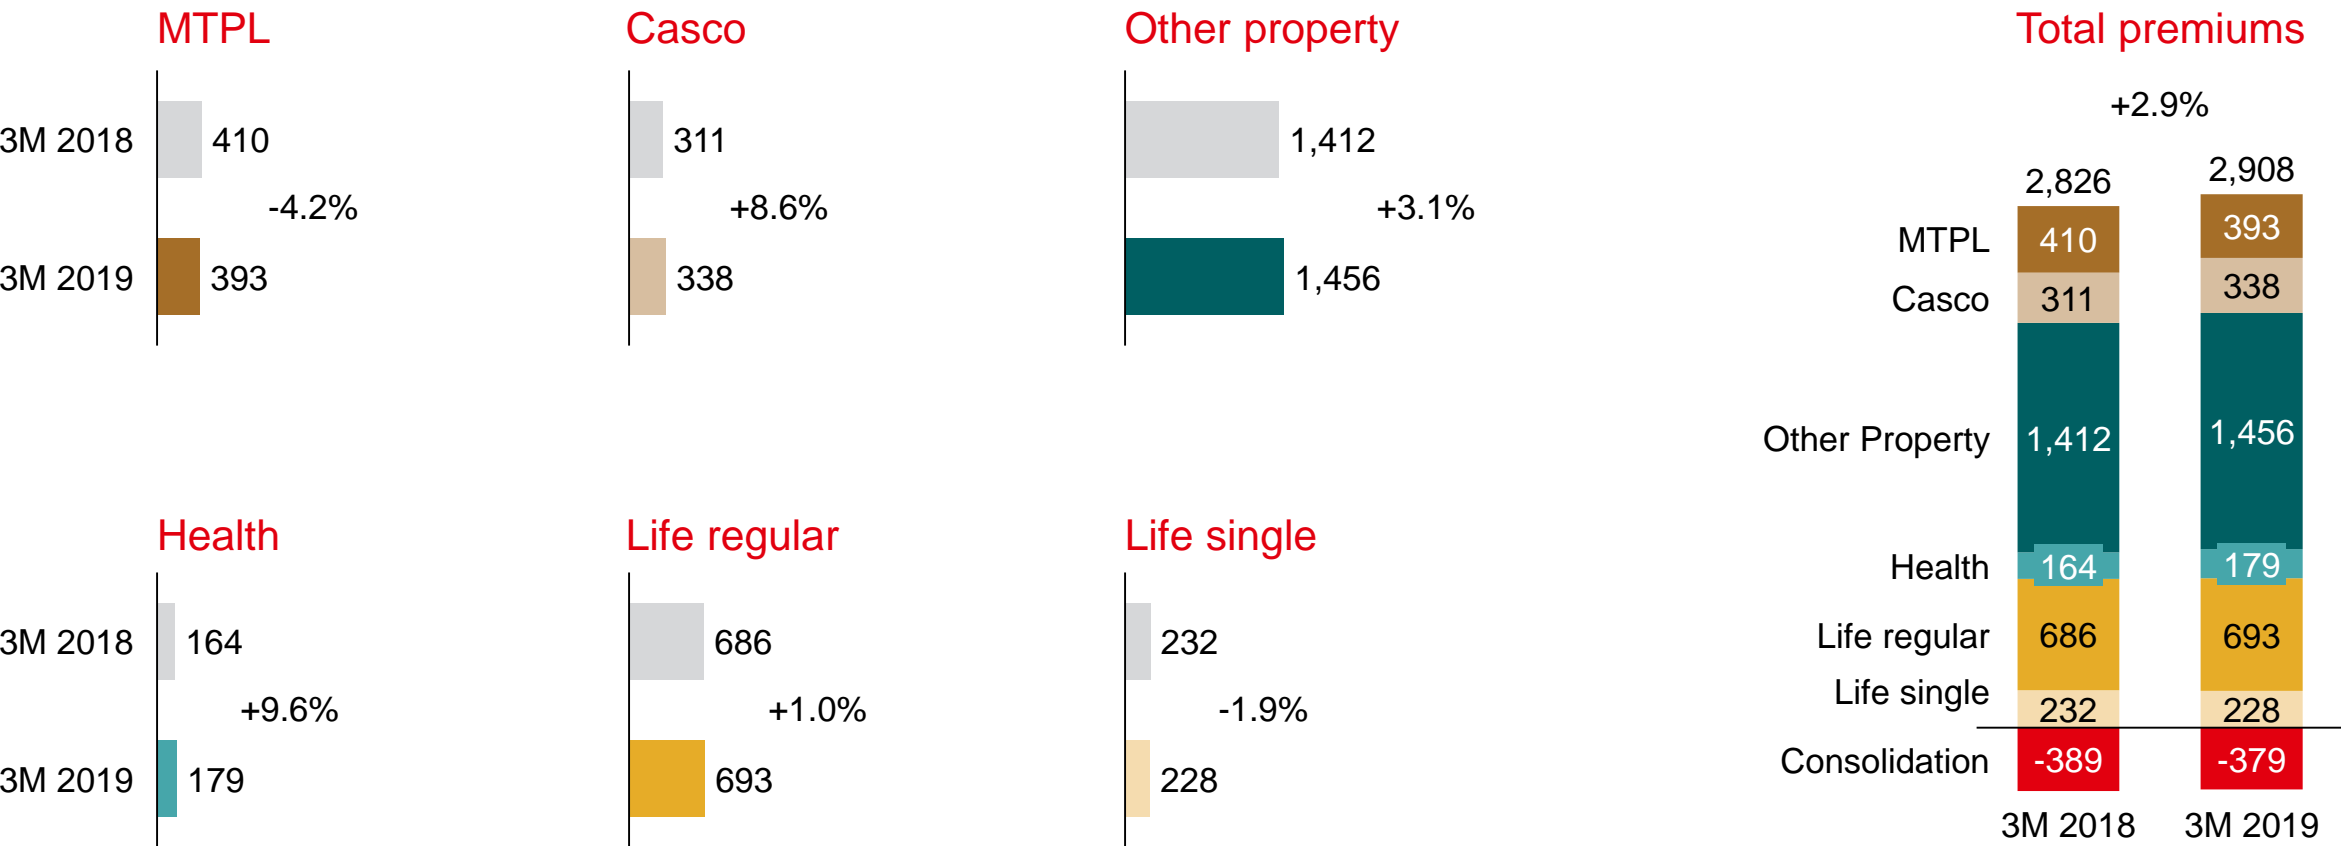 MTPL
3M 2018
410
-4.2%
3M 2019
393
Casco
311
+8.6%
338
Other property
1,412
+3.1%
1,456
Health
3M 2018
164
+9.6%
3M 2019
179
Life regular
686
+1.0%
693
Life single
232
-1.9%
228
Total premiums
+2.9%
2,826 2,908
MTPL 410 393
Casco 311 338
Other Property 1,412 1,456
Health 164 179
Life regular 686 693
Life single 232 228
Consolidation -389 -379
3M 2018 3M 2019